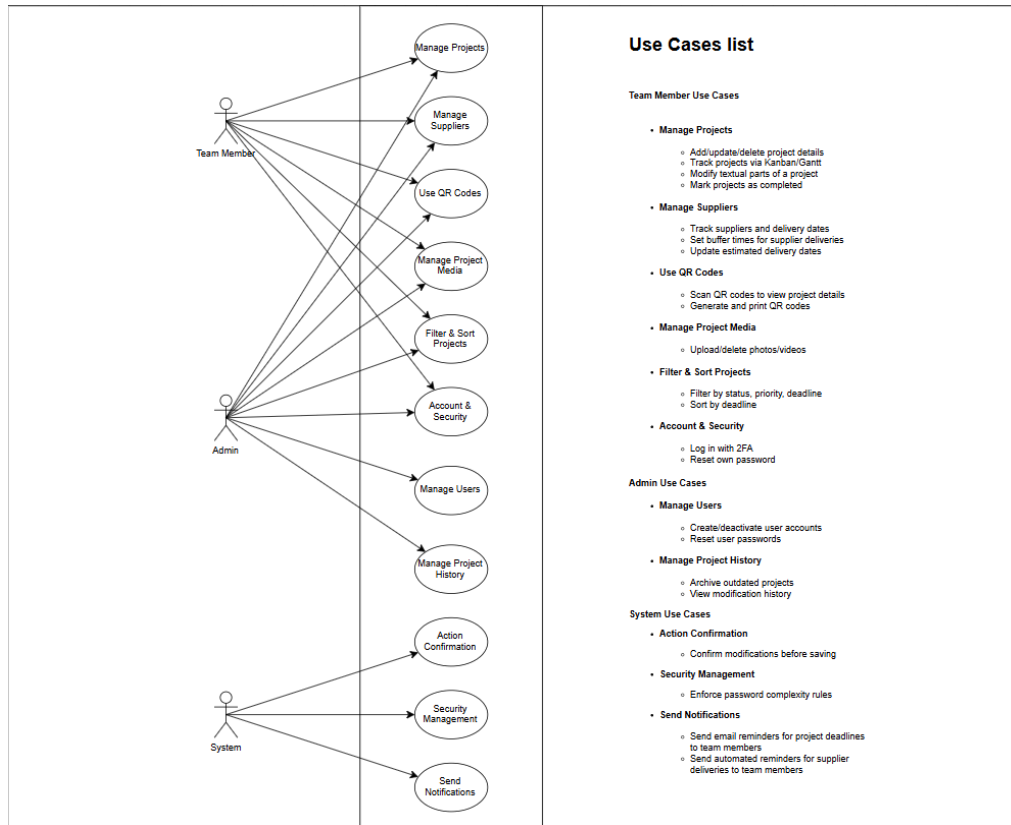 Manage Projects
Manage
Suppliers
Team Member
Use QR Codes
Manage Project
Media
Filter & Sort
Projects
Account &
Security
Admin
Manage Users
Manage Project
History
Action
Confirmation
Security
Management
System
Send
Notifications
Use Cases list
Team Member Use Cases
• Manage Projects
○ Add/update/delete project details
○ Track projects via Kanban/Gantt
○ Modify textual parts of a project
○ Mark projects as completed
• Manage Suppliers
○ Track suppliers and delivery dates
○ Set buffer times for supplier deliveries
○ Update estimated delivery dates
• Use QR Codes
○ Scan QR codes to view project details
○ Generate and print QR codes
• Manage Project Media
○ Upload/delete photos/videos
• Filter & Sort Projects
○ Filter by status, priority, deadline
○ Sort by deadline
• Account & Security
○ Log in with 2FA
○ Reset own password
Admin Use Cases
• Manage Users
○ Create/deactivate user accounts
○ Reset user passwords
• Manage Project History
○ Archive outdated projects
○ View modification history
System Use Cases
• Action Confirmation
○ Confirm modifications before saving
• Security Management
○ Enforce password complexity rules
• Send Notifications
○ Send email reminders for project deadlines
to team members
○ Send automated reminders for supplier
deliveries to team members